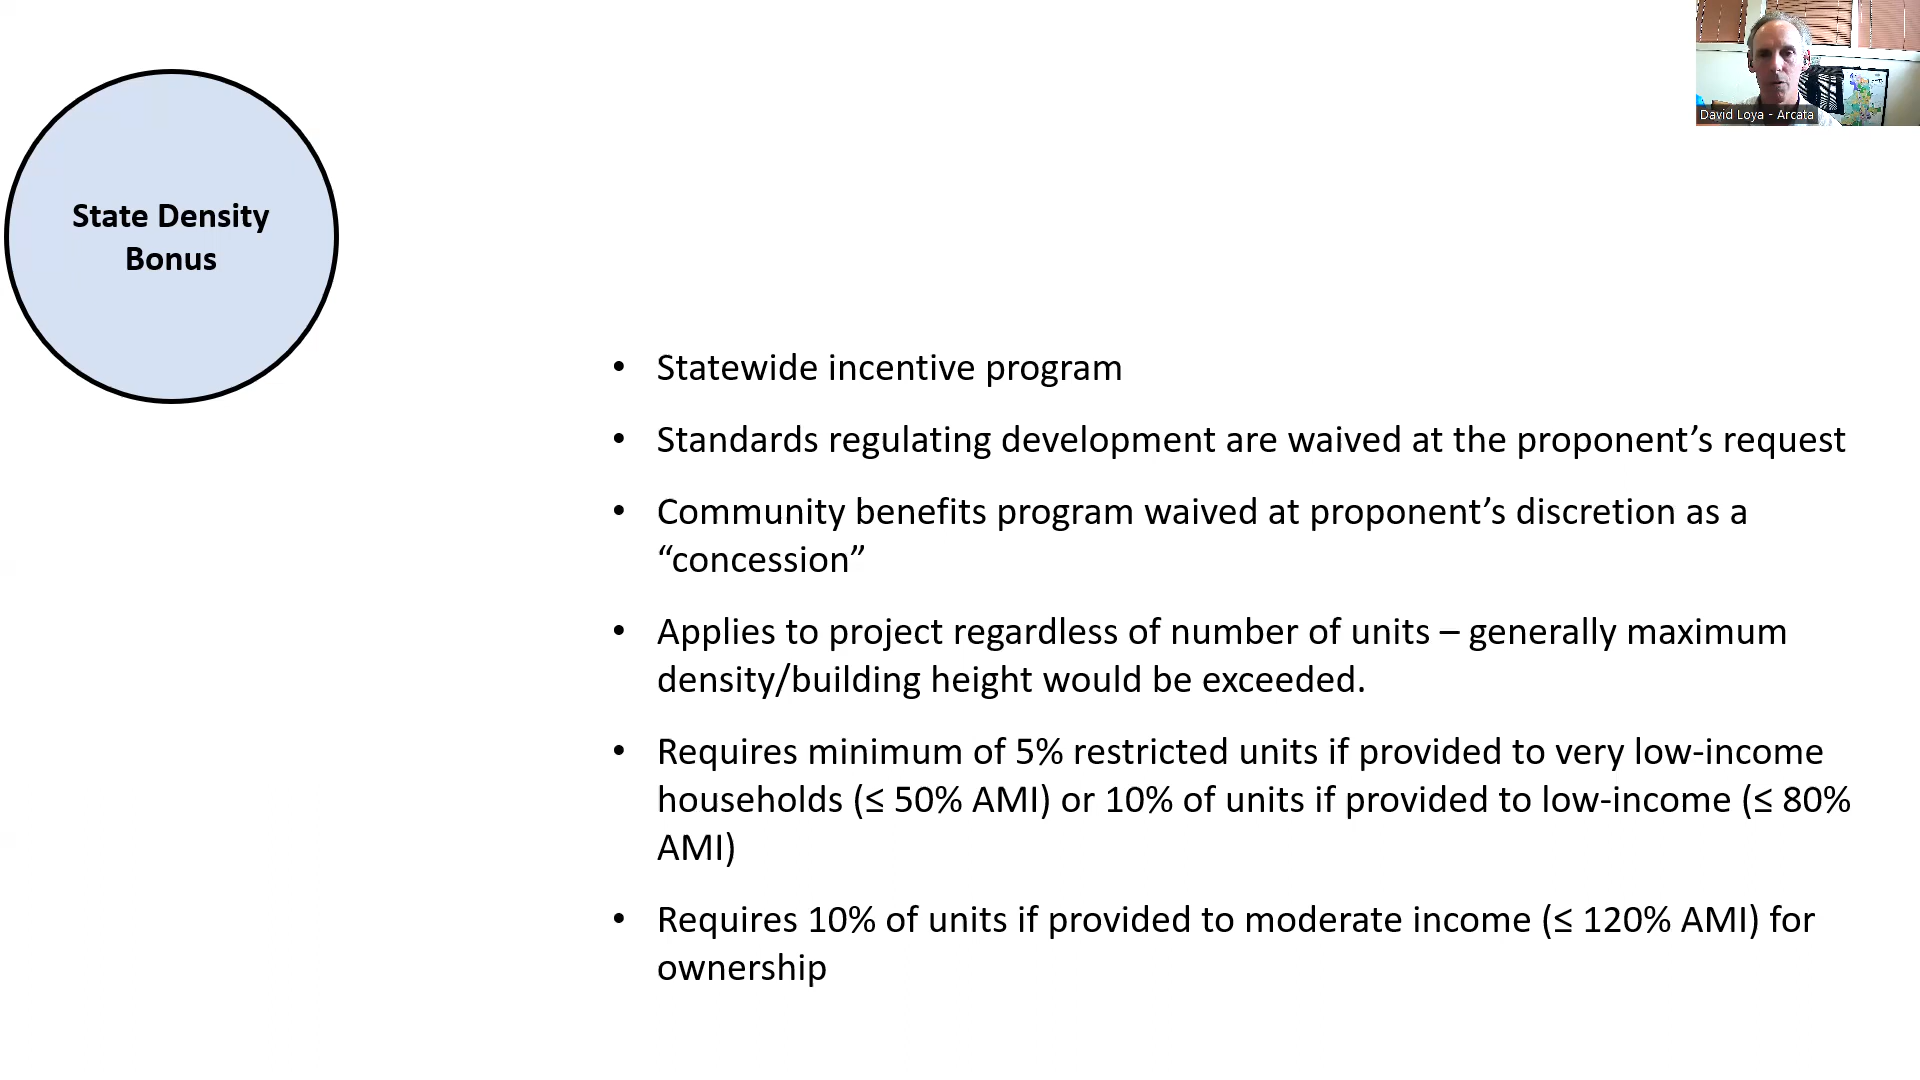 David Loya - Arcata
State Density
Bonus
• Statewide incentive program
• Standards regulating development are waived at the proponent’s request
• Community benefits program waived at proponent’s discretion as a
“concession”
• Applies to project regardless of number of units – generally maximum
density/building height would be exceeded.
• Requires minimum of 5% restricted units if provided to very low-income
households (≤ 50% AMI) or 10% of units if provided to low-income (≤ 80%
AMI)
• Requires 10% of units if provided to moderate income (≤ 120% AMI) for
ownership